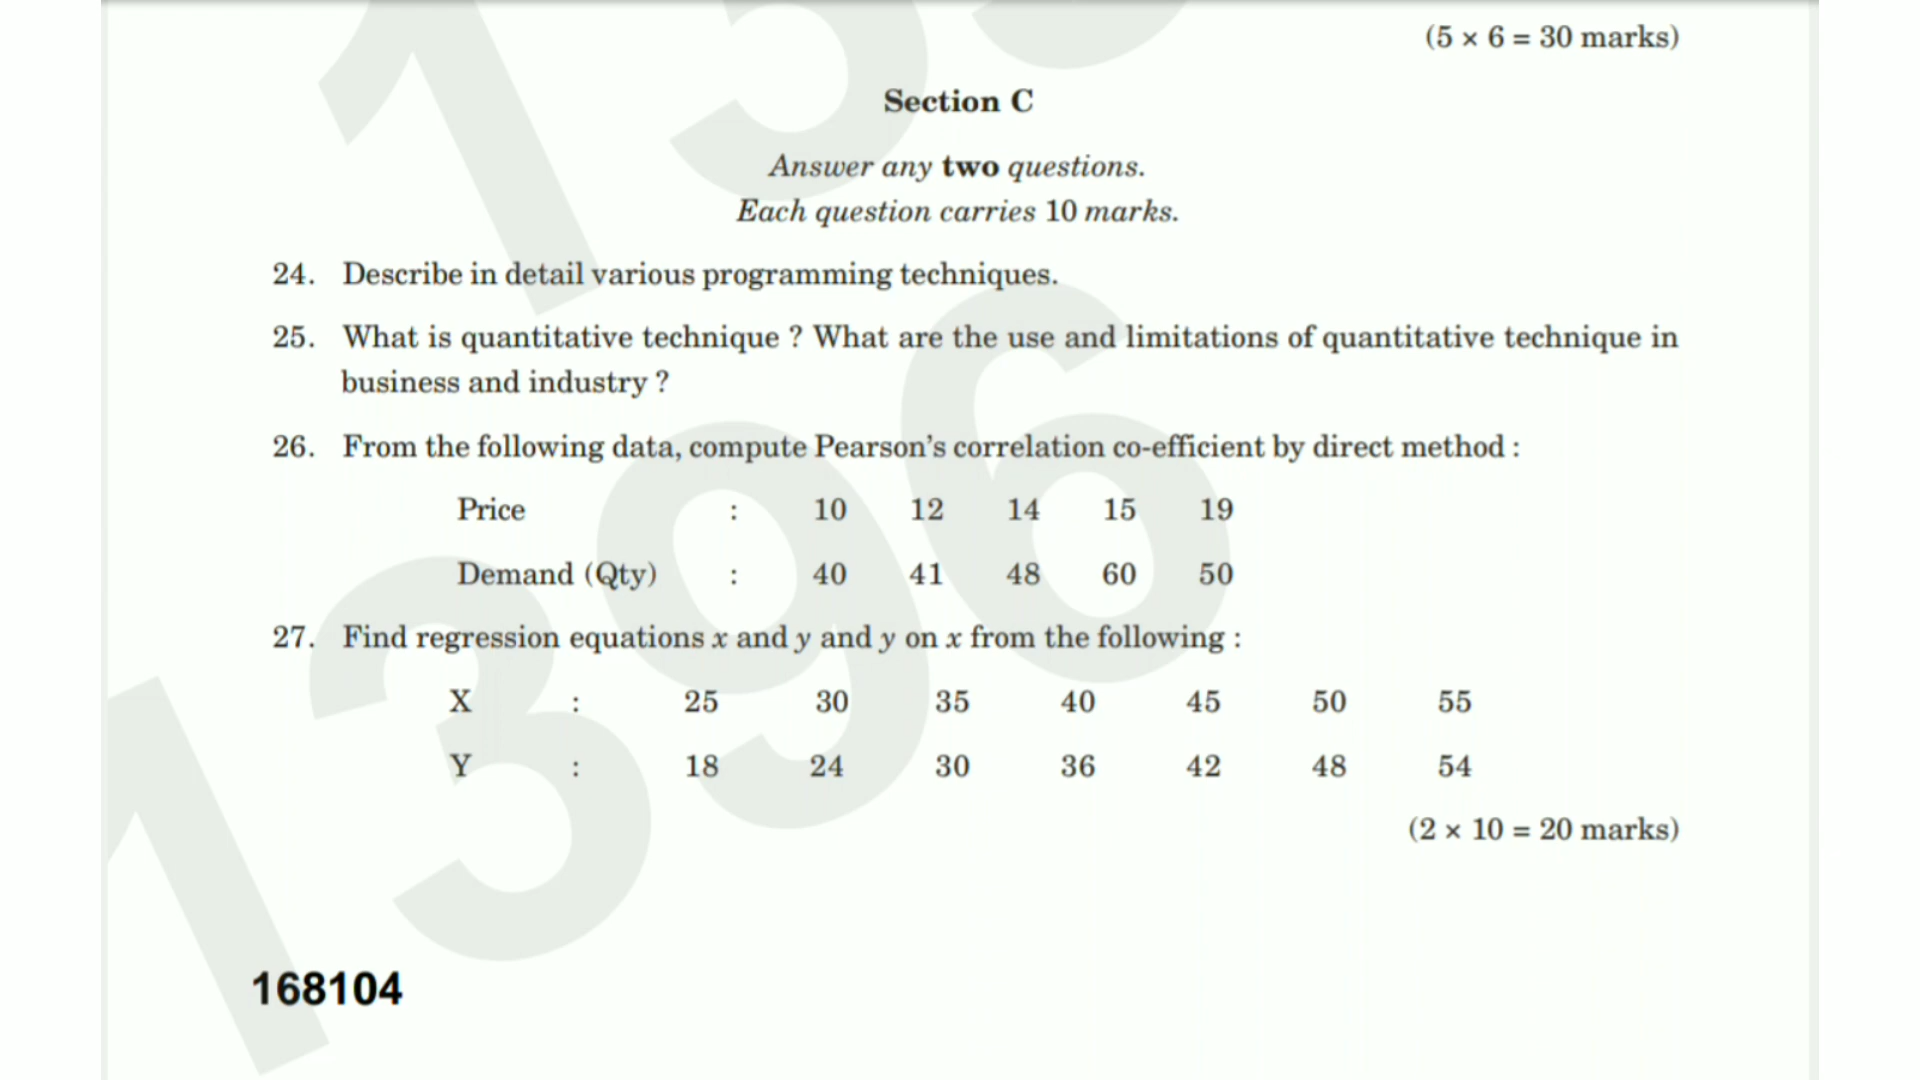 (5 × 6 = 30 marks)
Section C
Answer any two questions.
Each question carries 10 marks.
24. Describe in detail various programming techniques.
25. What is quantitative technique ? What are the use and limitations of quantitative technique in
business and industry ?
26. From the following data, compute Pearson's correlation co-efficient by direct method :
Price : 10 12 14 15 19
Demand (Qty) : 40 41 48 60 50
27. Find regression equations x and y and y on x from the following :
X : 25 30 35 40 45 50 55
Y : 18 24 30 36 42 48 54
(2 × 10 = 20 marks)
168104
1396